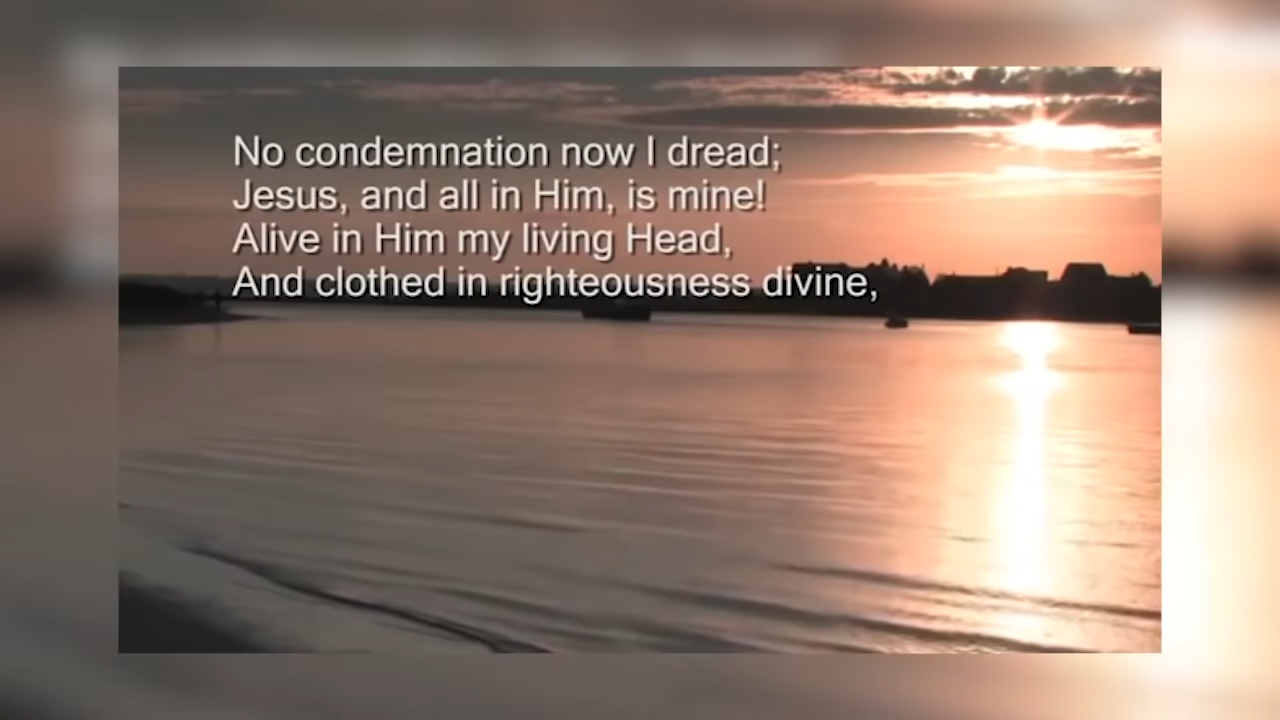 No condemnation now I dread;
Jesus, and all in Him, is mine!
Alive in Him my living Head,
And clothed in righteousness divine,